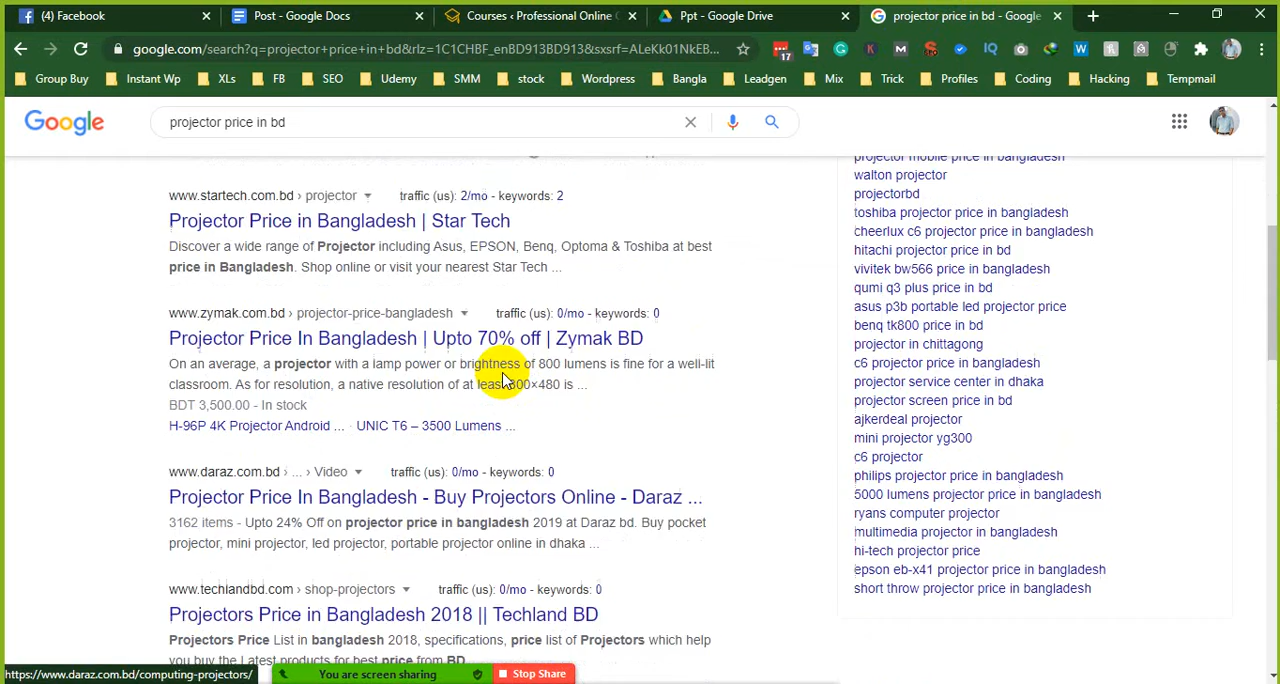 (4) Facebook
Post - Google Docs
Courses ‹ Professional Online
Ppt - Google Drive
projector price in bd - Google
google.com/search?q=projector+price+in+bd&rlz=1C1CHBF_enBD913BD913&sxsrf=ALeKk01NkEB...
17
Group Buy
Instant Wp
XLs
FB
SEO
Udemy
SMM
stock
Wordpress
Bangla
Leadgen
Mix
Trick
Profiles
Coding
Hacking
Tempmail
Google
projector price in bd
www.startech.com.bd › projector traffic (us): 2/mo - keywords: 2
Projector Price in Bangladesh | Star Tech
Discover a wide range of Projector including Asus, EPSON, Benq, Optoma & Toshiba at best
price in Bangladesh. Shop online or visit your nearest Star Tech ...
www.zymak.com.bd › projector-price-bangladesh traffic (us): 0/mo - keywords: 0
Projector Price In Bangladesh | Upto 70% off | Zymak BD
On an average, a projector with a lamp power or brightness of 800 lumens is fine for a well-lit
classroom. As for resolution, a native resolution of at least 600×480 is ...
BDT 3,500.00 - In stock
H-96P 4K Projector Android ... · UNIC T6 – 3500 Lumens ...
www.daraz.com.bd › ... › Video traffic (us): 0/mo - keywords: 0
Projector Price In Bangladesh - Buy Projectors Online - Daraz ...
3162 items - Upto 24% Off on projector price in bangladesh 2019 at Daraz bd. Buy pocket
projector, mini projector, led projector, portable projector online in dhaka ...
www.techlandbd.com › shop-projectors traffic (us): 0/mo - keywords: 0
Projectors Price in Bangladesh 2018 || Techland BD
Projectors Price List in bangladesh 2018, specifications, price list of Projectors which help
you buy the Latest products for best price from BD
projector mobile price in bangladesh
walton projector
projectorbd
toshiba projector price in bangladesh
cheerlux c6 projector price in bangladesh
hitachi projector price in bd
vivitek bw566 price in bangladesh
qumi q3 plus price in bd
asus p3b portable led projector price
benq tk800 price in bd
projector in chittagong
c6 projector price in bangladesh
projector service center in dhaka
projector screen price in bd
ajkerdeal projector
mini projector yg300
c6 projector
philips projector price in bangladesh
5000 lumens projector price in bangladesh
ryans computer projector
multimedia projector in bangladesh
hi-tech projector price
epson eb-x41 projector price in bangladesh
short throw projector price in bangladesh
https://www.daraz.com.bd/computing-projectors/
You are screen sharing
Stop Share